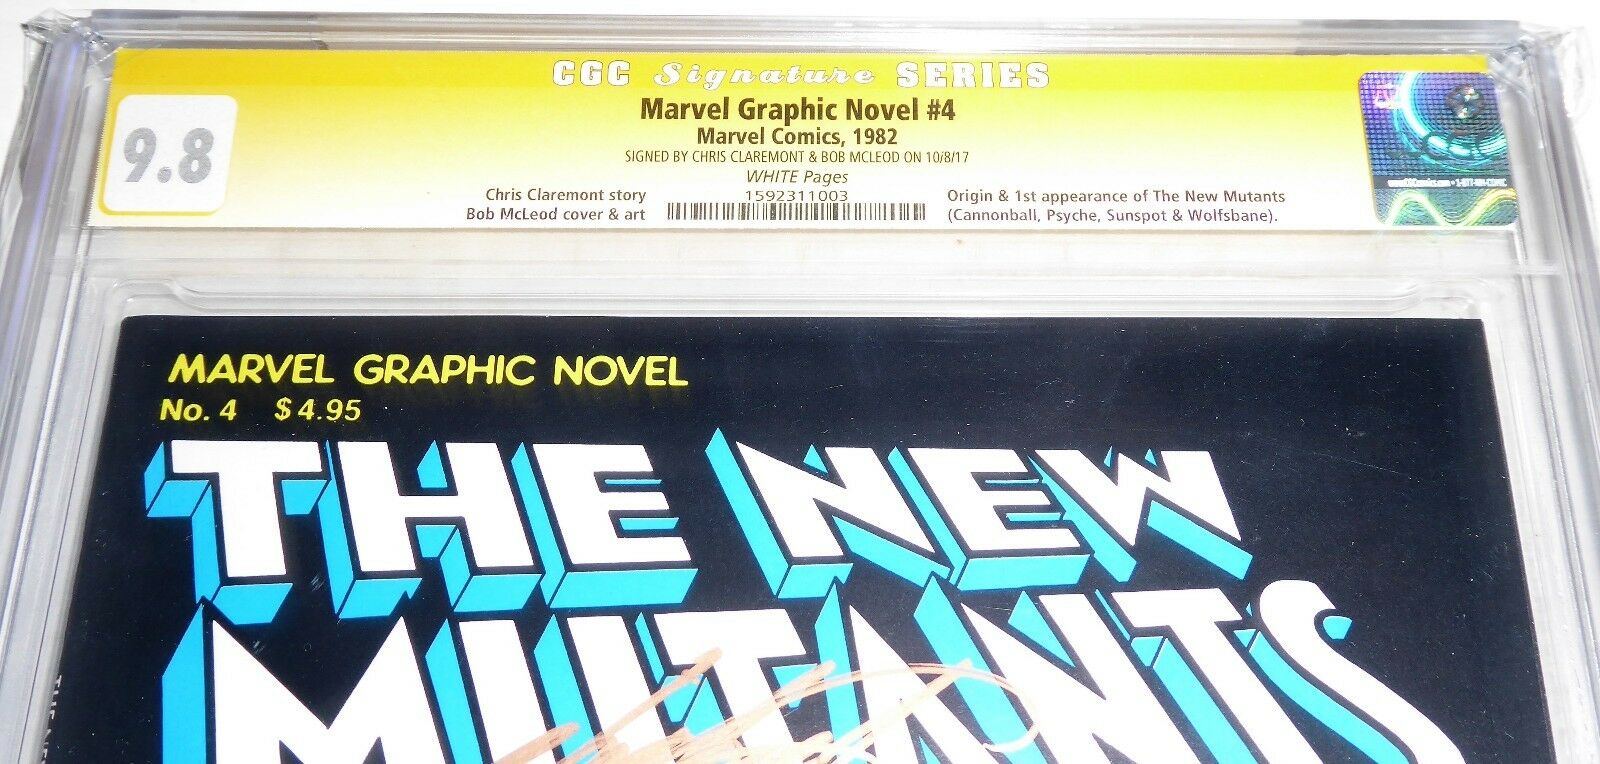 CGC Signature SERIES
Marvel Graphic Novel #4
Marvel Comics, 1982
SIGNED BY CHRIS CLAREMONT & BOB MCLEOD ON 10/8/17
WHITE Pages
9.8
Chris Claremont story
Bob McLeod cover & art
1592311003
Origin & 1st appearance of The New Mutants
(Cannonball, Psyche, Sunspot & Wolfsbane).
MARVEL GRAPHIC NOVEL
No. 4 $4.95
THE NEW
MUTANTS